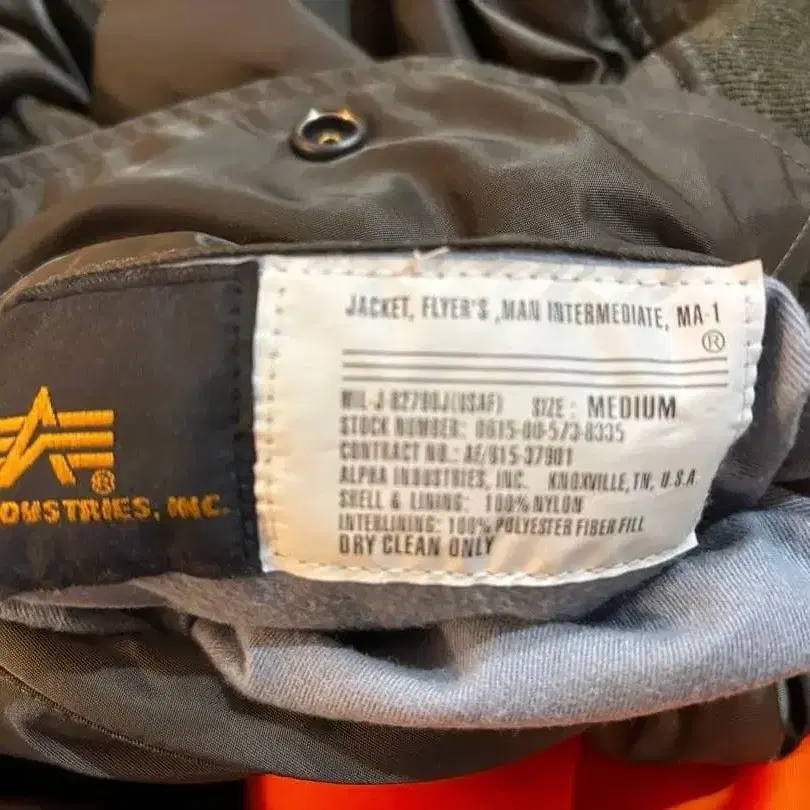 JACKET, FLYER'S ,MAN INTERMEDIATE, MA-1
®
MIL-J-82790J(USAF) SIZE : MEDIUM
STOCK NUMBER: 0615-00-573-8335
CONTRACT NO.: AF/815-37901
ALPHA INDUSTRIES, INC. KNOXVILLE,TN, U.S.A
SHELL & LINING: 100% NYLON
INTERLINING: 100% POLYESTER FIBER FILL
DRY CLEAN ONLY
®
DUSTRIES, INC.